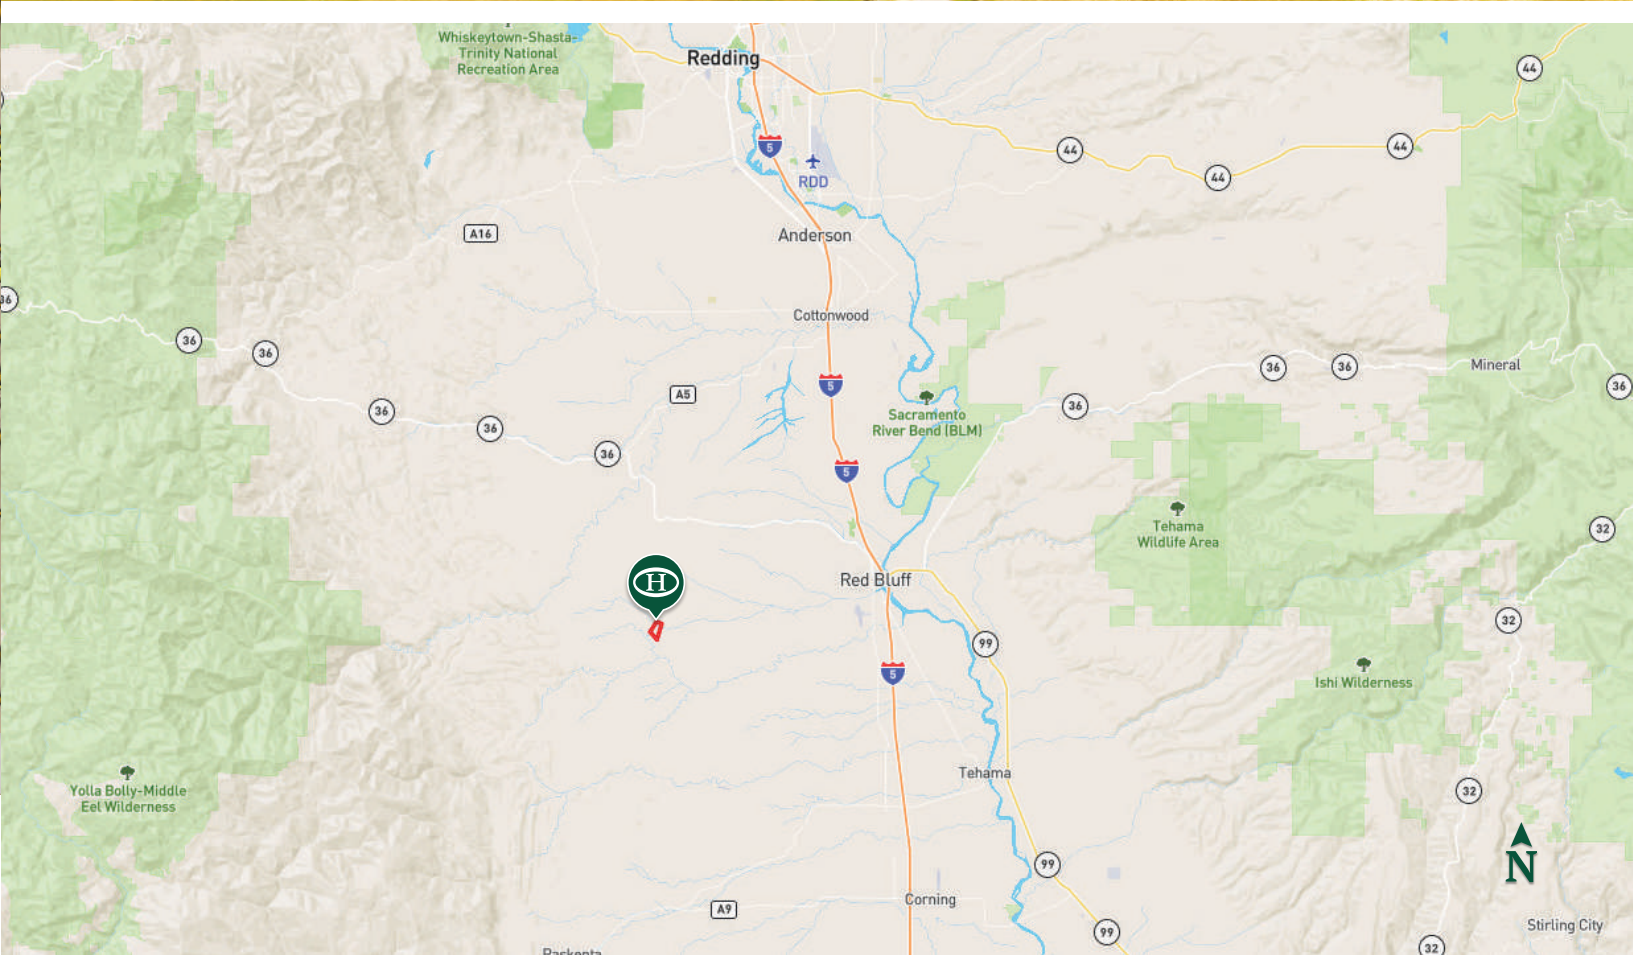 Whiskeytown-Shasta-
Trinity National
Recreation Area
Redding
44
5
44
44
44
RDD
A16
Anderson
36
Cottonwood
36
36
36
36
Mineral
5
A5
36
36
36
Sacramento
River Bend (BLM)
36
36
5
Tehama
Wildlife Area
32
H
Red Bluff
32
99
5
Ishi Wilderness
Yolla Bolly-Middle
Eel Wilderness
Tehama
32
N
99
Corning
A9
Stirling City
99
32
Paskenta